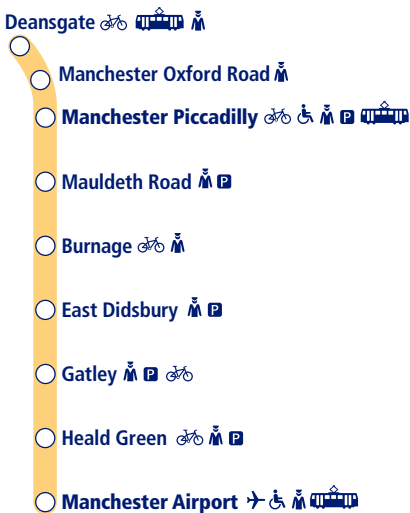 Deansgate
Manchester Oxford Road
Manchester Piccadilly P
Mauldeth Road P
Burnage
East Didsbury P
Gatley P
Heald Green P
Manchester Airport